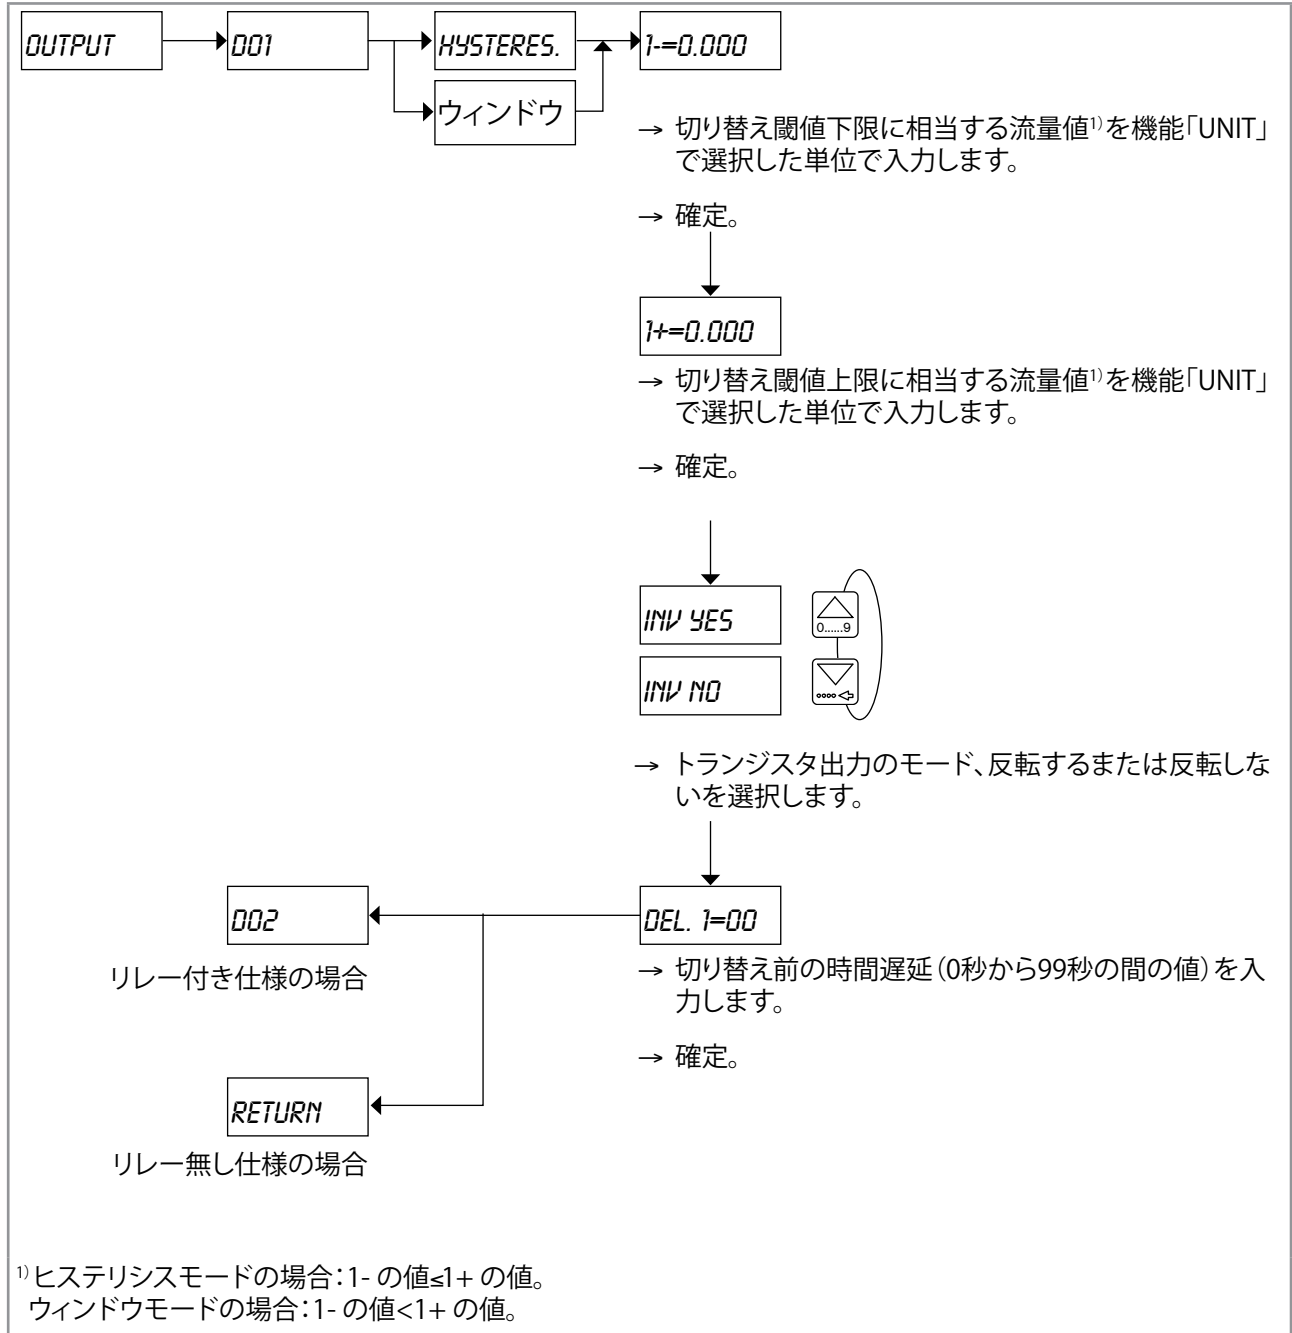 OUTPUT
DO1
HYSTERES.
1-=0.000
ウィンドウ
→ 切り替え閾値下限に相当する流量値1)を機能「UNIT」
で選択した単位で入力します。
→ 確定。
1+=0.000
→ 切り替え閾値上限に相当する流量値1)を機能「UNIT」
で選択した単位で入力します。
→ 確定。
INV YES
0......9
INV NO
→ トランジスタ出力のモード、反転するまたは反転しな
いを選択します。
DO2
DEL. 1=00
リレー付き仕様の場合
→ 切り替え前の時間遅延（0秒から99秒の間の値）を入
力します。
→ 確定。
RETURN
リレー無し仕様の場合
1) ヒステリシスモードの場合：1- の値≤1+ の値。
ウィンドウモードの場合：1- の値<1+ の値。